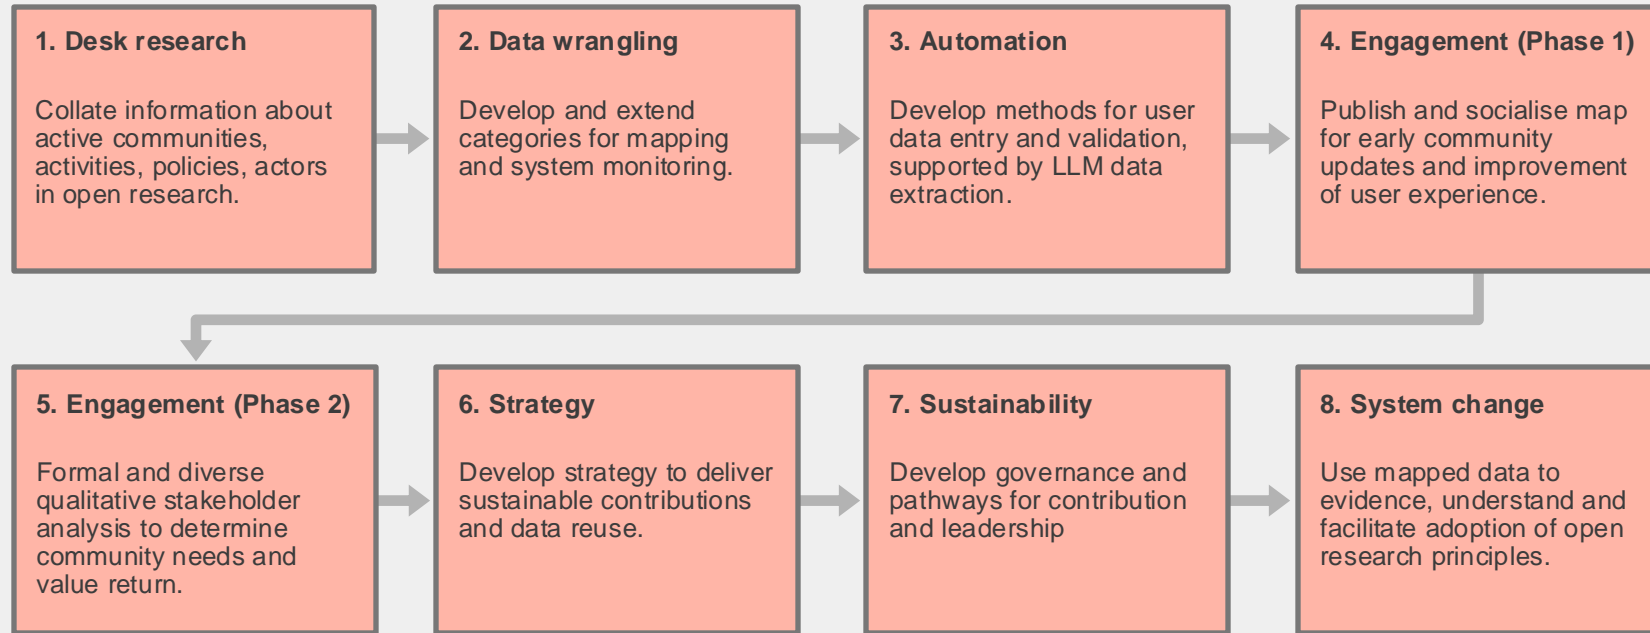 1. Desk research
Collate information about
active communities,
activities, policies, actors
in open research.
2. Data wrangling
Develop and extend
categories for mapping
and system monitoring.
3. Automation
Develop methods for user
data entry and validation,
supported by LLM data
extraction.
4. Engagement (Phase 1)
Publish and socialise map
for early community
updates and improvement
of user experience.
5. Engagement (Phase 2)
Formal and diverse
qualitative stakeholder
analysis to determine
community needs and
value return.
6. Strategy
Develop strategy to deliver
sustainable contributions
and data reuse.
7. Sustainability
Develop governance and
pathways for contribution
and leadership
8. System change
Use mapped data to
evidence, understand and
facilitate adoption of open
research principles.